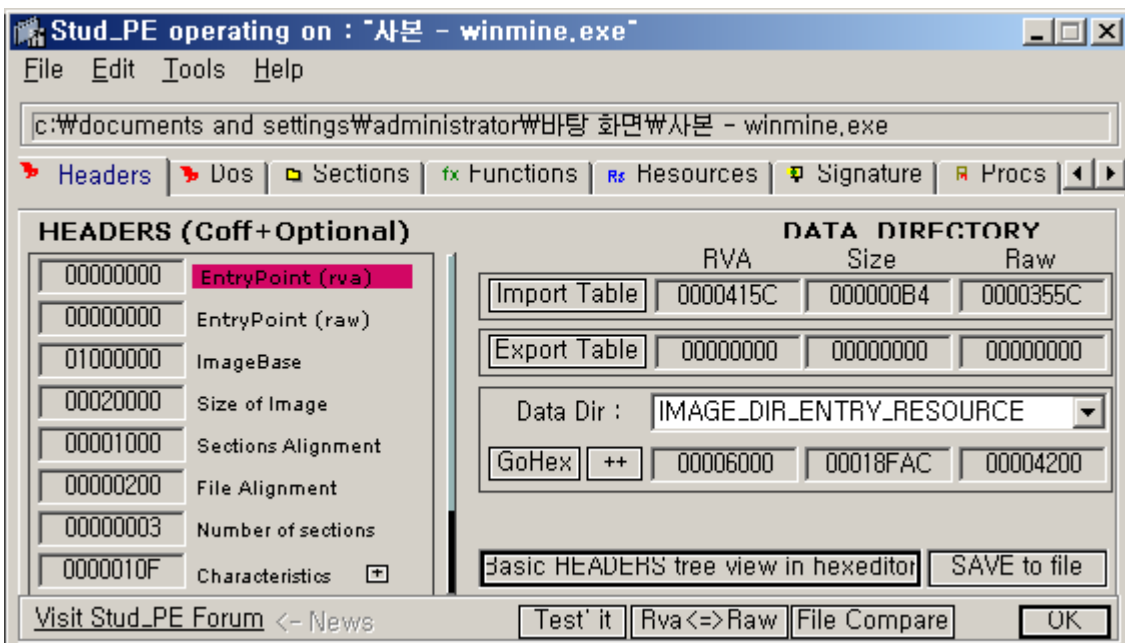 Stud_PE operating on : "사본 - winmine.exe"
File Edit Tools Help
c:₩documents and settings₩administrator₩바탕 화면₩사본 - winmine.exe
Headers Dos Sections fx Functions Rs Resources Signature Procs
HEADERS (Coff+Optional)
00000000 EntryPoint (rva)
00000000 EntryPoint (raw)
01000000 ImageBase
00020000 Size of Image
00001000 Sections Alignment
00000200 File Alignment
00000003 Number of sections
0000010F Characteristics +
DATA DIRECTORY
RVA Size Raw
Import Table 0000415C 000000B4 0000355C
Export Table 00000000 00000000 00000000
Data Dir : IMAGE_DIR_ENTRY_RESOURCE
GoHex ++ 00006000 00018FAC 00004200
Basic HEADERS tree view in hexeditor SAVE to file
Visit Stud_PE Forum <- News Test' it Rva<=>Raw File Compare OK